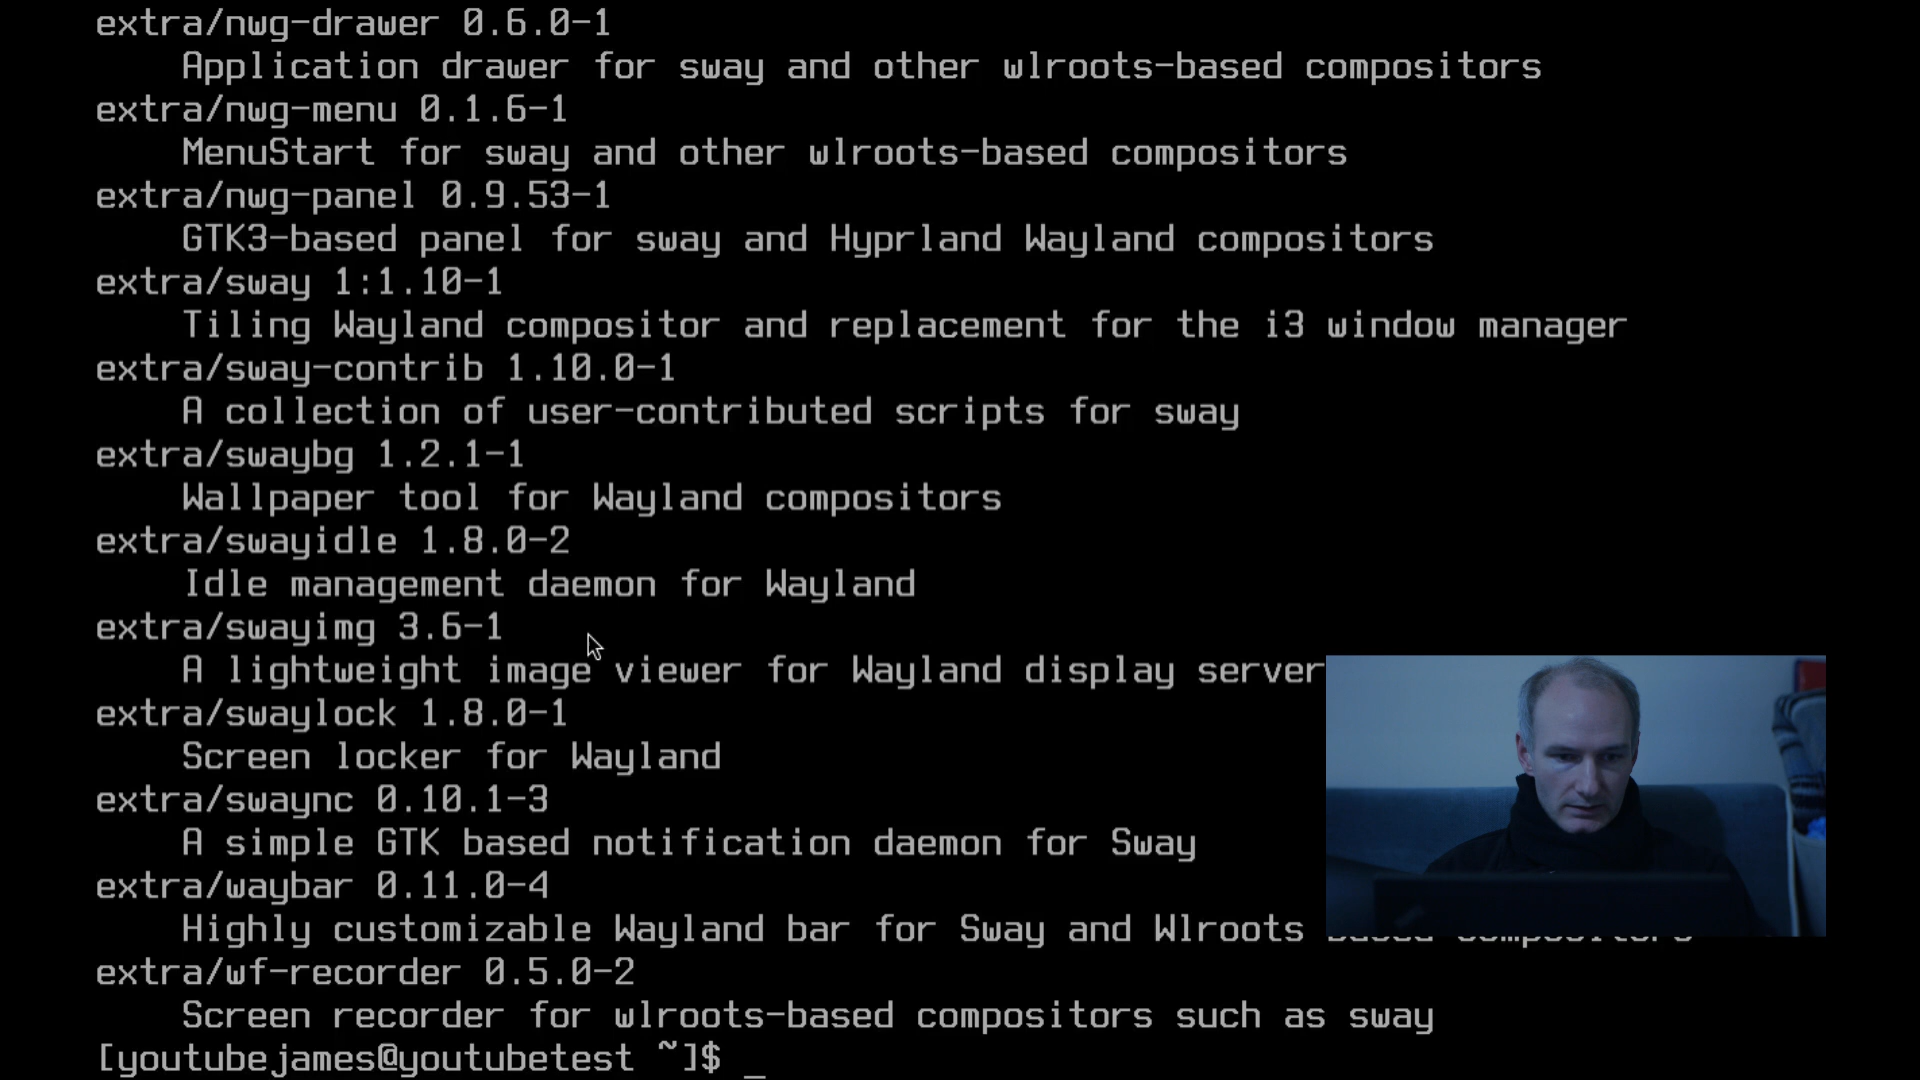 extra/nwg-drawer 0.6.0-1
Application drawer for sway and other wlroots-based compositors
extra/nwg-menu 0.1.6-1
MenuStart for sway and other wlroots-based compositors
extra/nwg-panel 0.9.53-1
GTK3-based panel for sway and Hyprland Wayland compositors
extra/sway 1:1.10-1
Tiling Wayland compositor and replacement for the i3 window manager
extra/sway-contrib 1.10.0-1
A collection of user-contributed scripts for sway
extra/swaybg 1.2.1-1
Wallpaper tool for Wayland compositors
extra/swayidle 1.8.0-2
Idle management daemon for Wayland
extra/swayimg 3.6-1
A lightweight image viewer for Wayland display server
extra/swaylock 1.8.0-1
Screen locker for Wayland
extra/swaync 0.10.1-3
A simple GTK based notification daemon for Sway
extra/waybar 0.11.0-4
Highly customizable Wayland bar for Sway and Wlroots based compositors
extra/wf-recorder 0.5.0-2
Screen recorder for wlroots-based compositors such as sway
[youtubejames@youtubetest ~]$ _